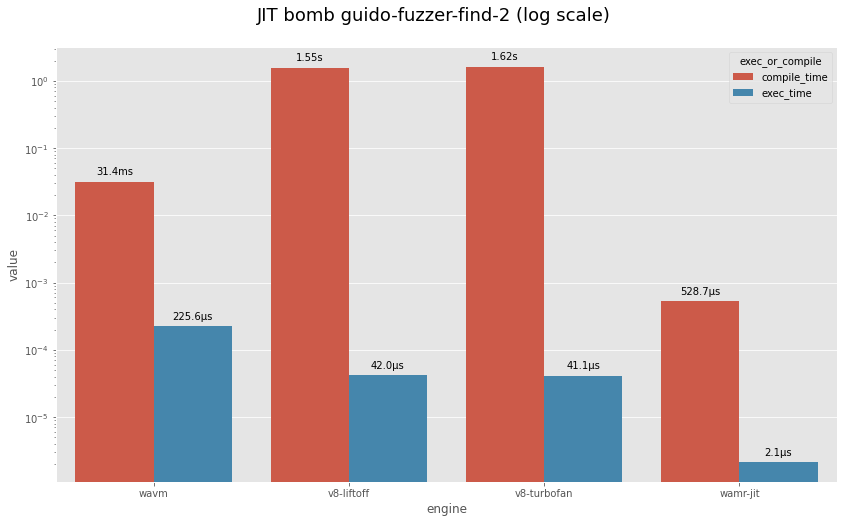 JIT bomb guido-fuzzer-find-2 (log scale)
exec_or_compile
compile_time
exec_time
1.55s
1.62s
31.4ms
528.7µs
225.6µs
42.0µs
41.1µs
2.1µs
10⁰
10⁻¹
10⁻²
10⁻³
10⁻⁴
10⁻⁵
value
wavm
v8-liftoff
v8-turbofan
wamr-jit
engine